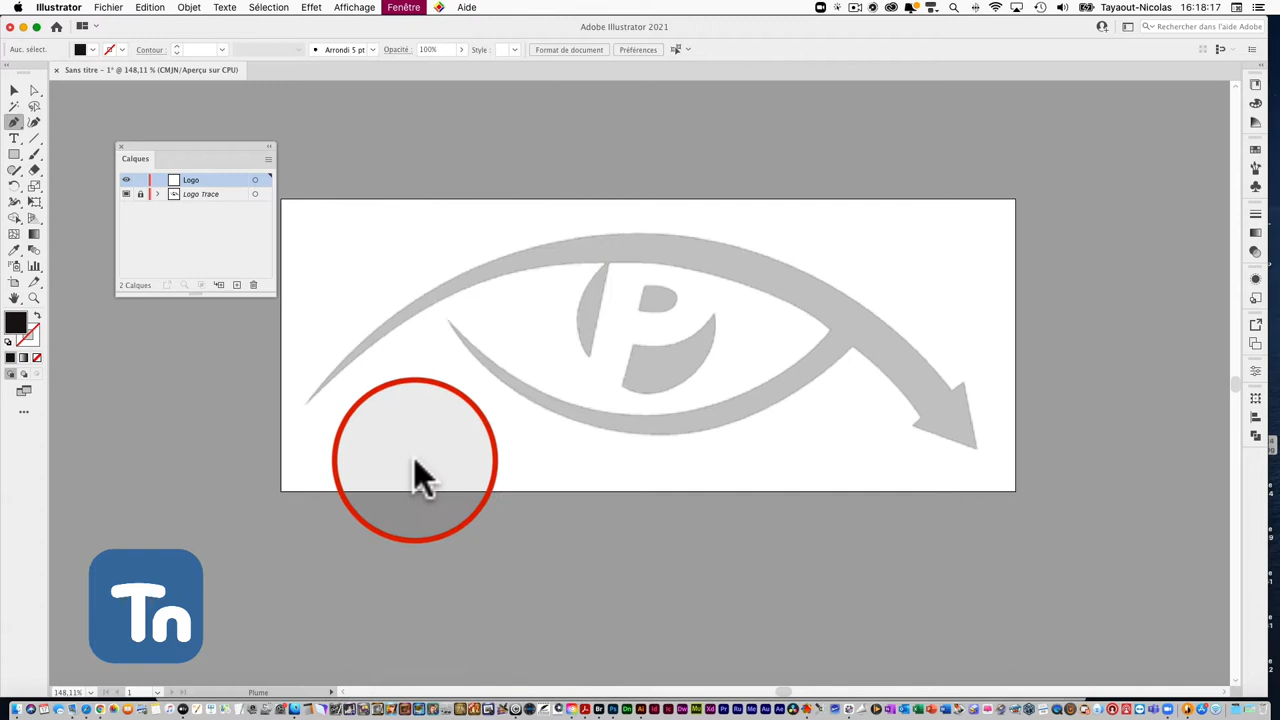 Illustrator Fichier Edition Objet Texte Sélection Effet Affichage Fenêtre Aide Tayaout-Nicolas 16:18:17
Adobe Illustrator 2021
Rechercher dans l'aide Adobe
Auc. sélect. Contour : Arrondi 5 pt Opacité : 100% Style : Format de document Préférences
Sans titre - 1* @ 148,11 % (CMJN/Aperçu sur CPU)
Calques
Logo
Logo Trace
2 Calques
P
Tn
148,11% 1 Plume